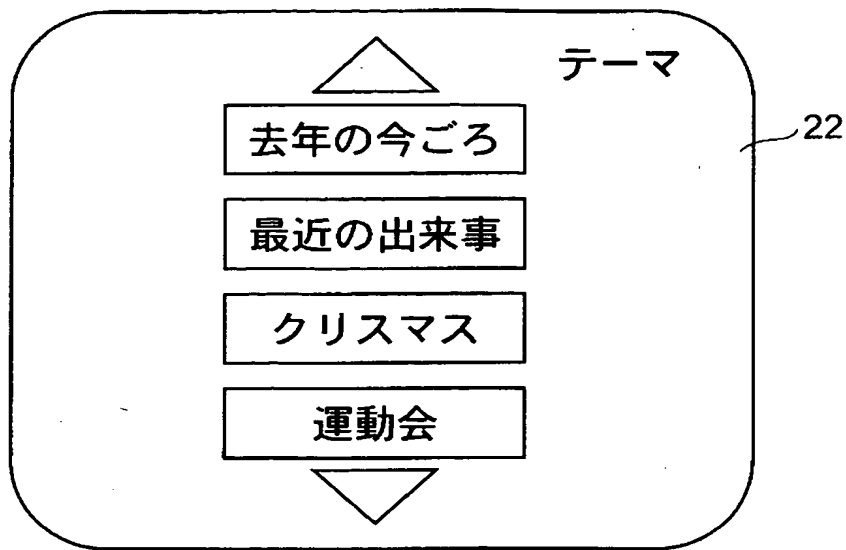 テーマ
去年の今ごろ
最近の出来事
クリスマス
運動会
22